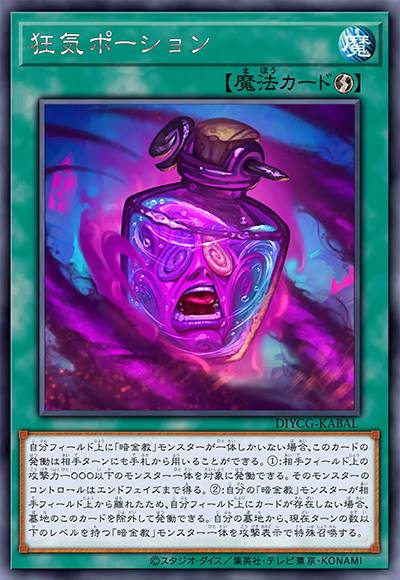 狂気ポーション
魔
【魔法カード】
DIYCG-KABAL
自分フィールド上に「暗金教」モンスターが一体しかいない場合、このカードの
発動は相手ターンにも手札から用いることができる。①:相手フィールド上の
攻撃力一〇〇〇以下のモンスター一体を対象に発動できる。そのモンスターの
コントロールはエンドフェイズまで得る。②:自分の「暗金教」モンスターが相
手フィールド上から離れたため、自分フィールド上にカードが存在しない場合、
墓地のこのカードを除外して発動できる。自分の墓地から、現在ターンの数以
下のレベルを持つ「暗金教」モンスター一体を攻撃表示で特殊召喚する。
©スタジオ・ダイス/集英社・テレビ東京・KONAMI